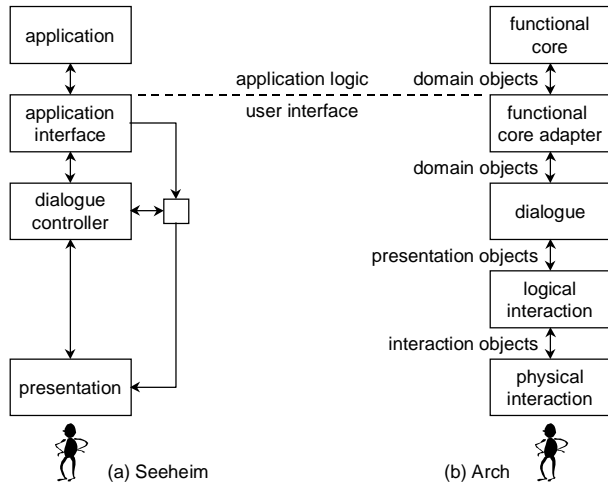 application
application
interface
dialogue
controller
presentation
(a) Seeheim
application logic
user interface
functional
core
domain objects
functional
core adapter
domain objects
dialogue
presentation objects
logical
interaction
interaction objects
physical
interaction
(b) Arch